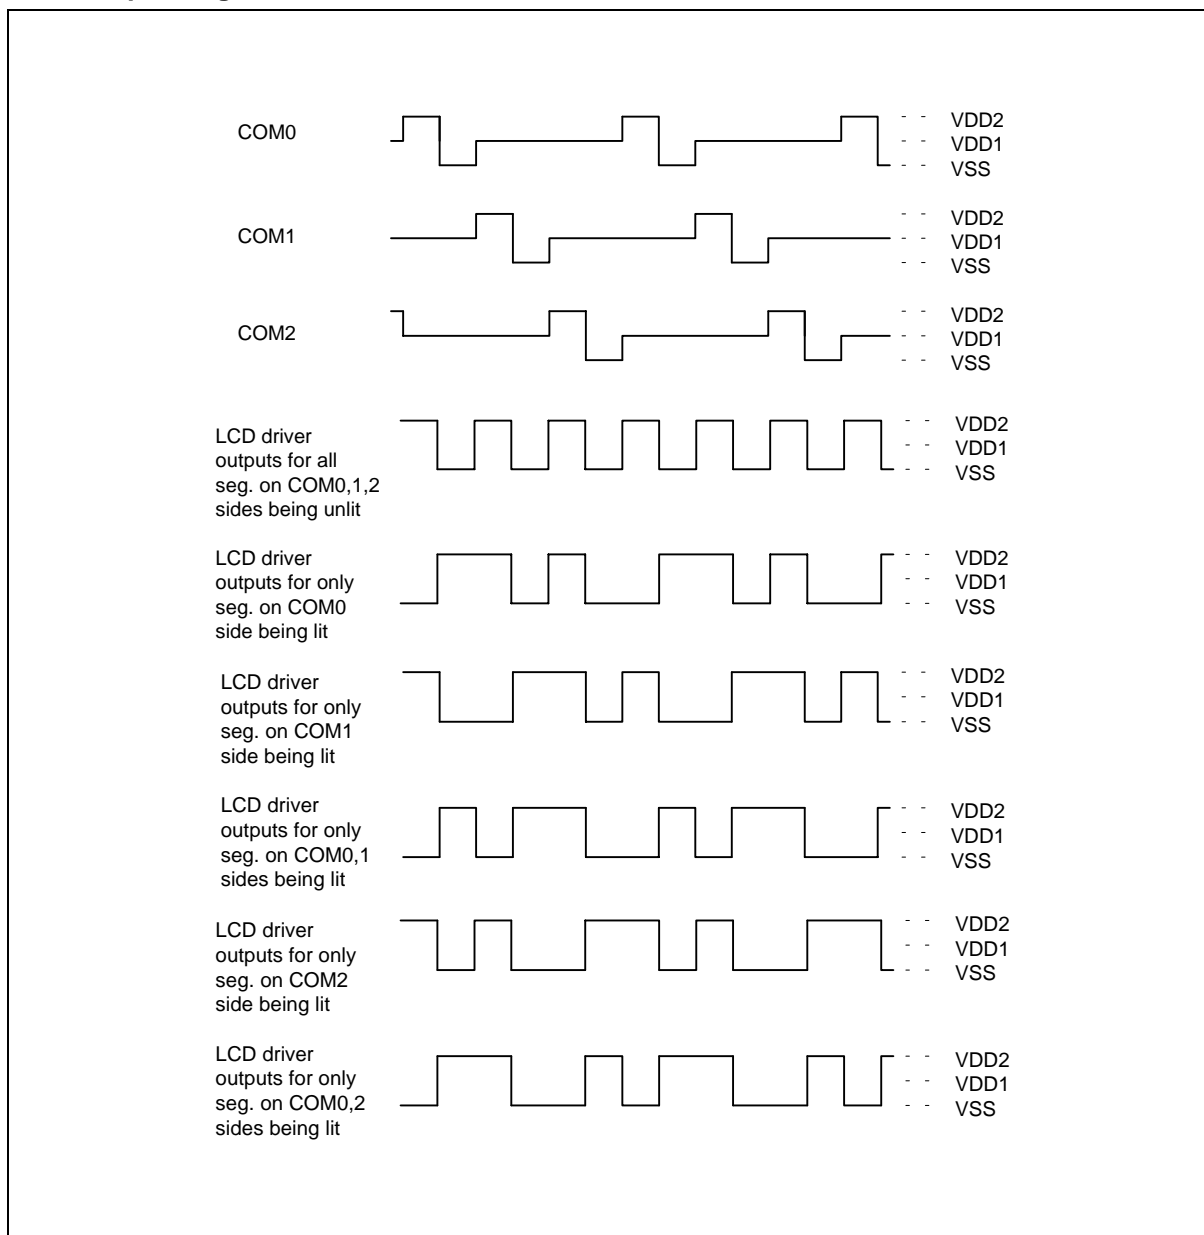 COM0
VDD2
VDD1
VSS
COM1
VDD2
VDD1
VSS
COM2
VDD2
VDD1
VSS
LCD driver
outputs for all
seg. on COM0,1,2
sides being unlit
VDD2
VDD1
VSS
LCD driver
outputs for only
seg. on COM0
side being lit
VDD2
VDD1
VSS
LCD driver
outputs for only
seg. on COM1
side being lit
VDD2
VDD1
VSS
LCD driver
outputs for only
seg. on COM0,1
sides being lit
VDD2
VDD1
VSS
LCD driver
outputs for only
seg. on COM2
side being lit
VDD2
VDD1
VSS
LCD driver
outputs for only
seg. on COM0,2
sides being lit
VDD2
VDD1
VSS